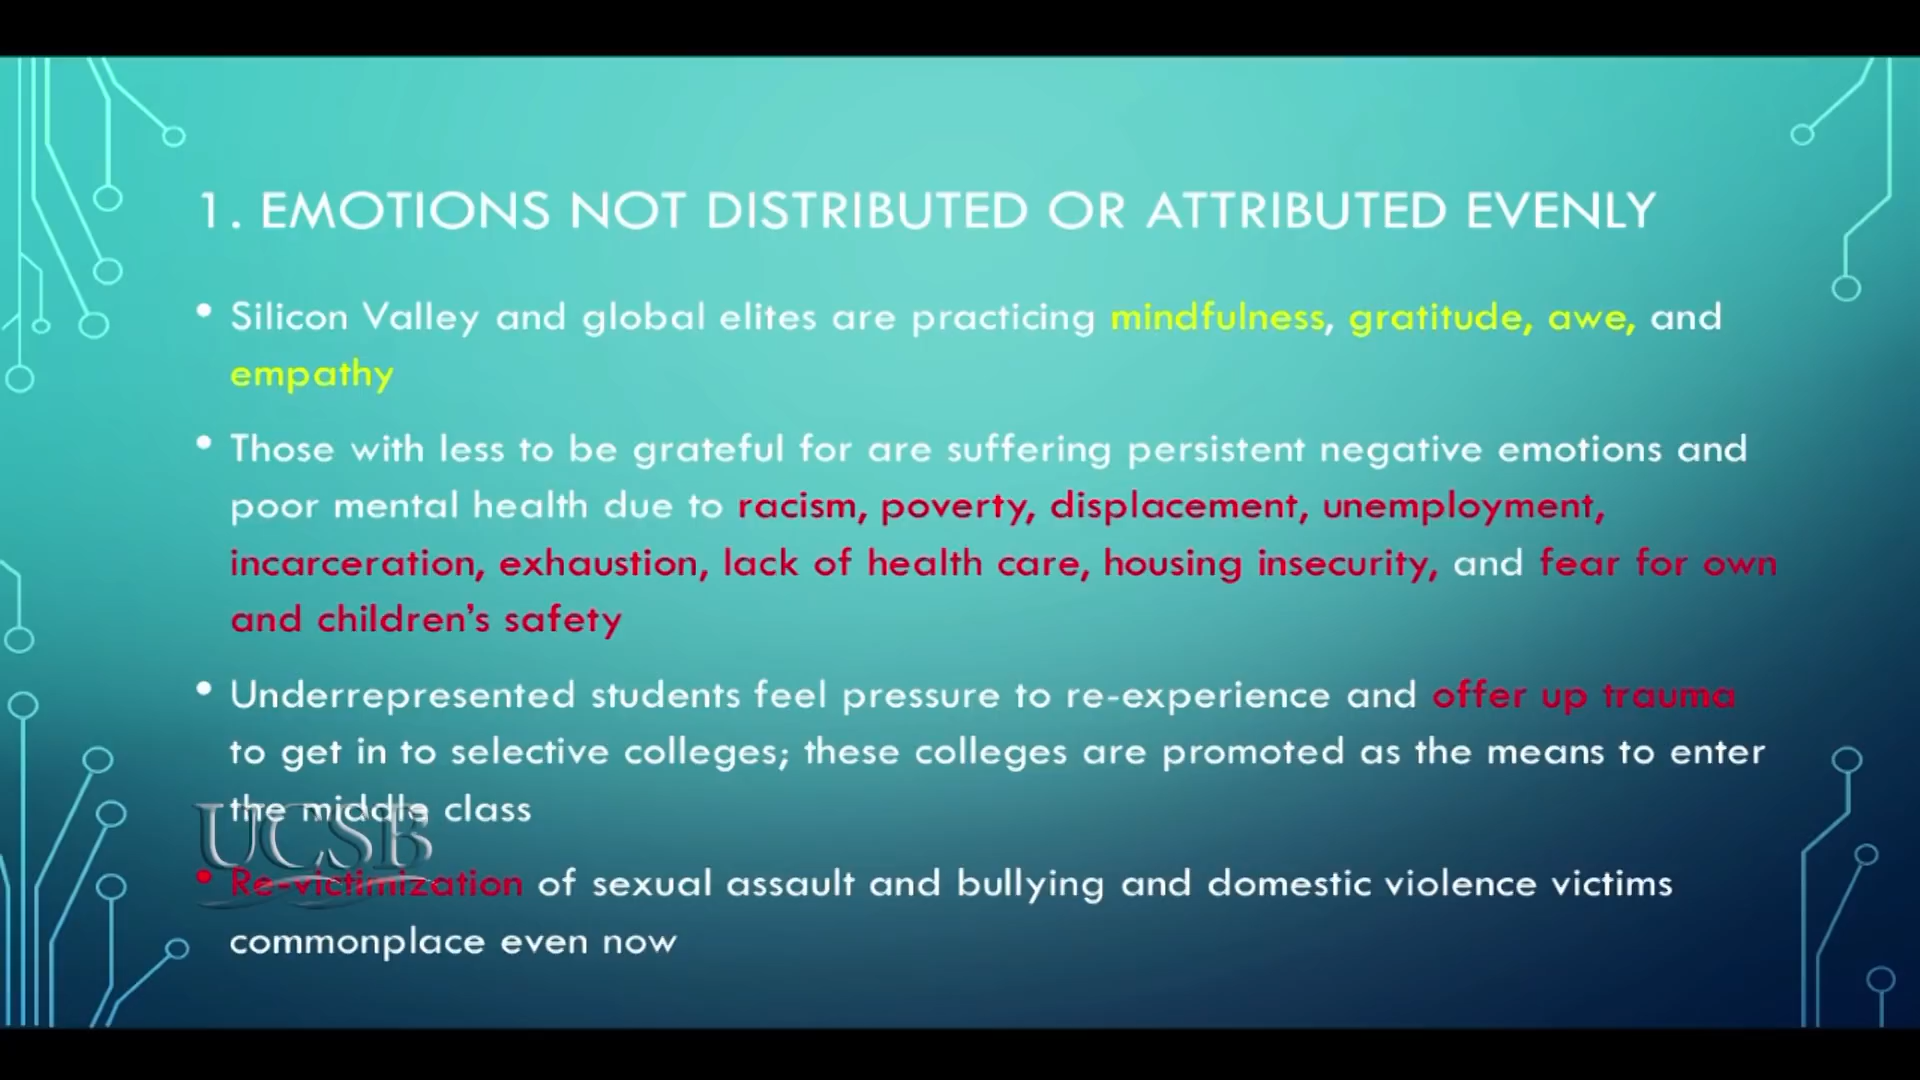 1. EMOTIONS NOT DISTRIBUTED OR ATTRIBUTED EVENLY
• Silicon Valley and global elites are practicing mindfulness, gratitude, awe, and
empathy
• Those with less to be grateful for are suffering persistent negative emotions and
poor mental health due to racism, poverty, displacement, unemployment,
incarceration, exhaustion, lack of health care, housing insecurity, and fear for own
and children's safety
• Underrepresented students feel pressure to re-experience and offer up trauma
to get in to selective colleges; these colleges are promoted as the means to enter
the middle class
UCSB
• Re-victimization of sexual assault and bullying and domestic violence victims
commonplace even now